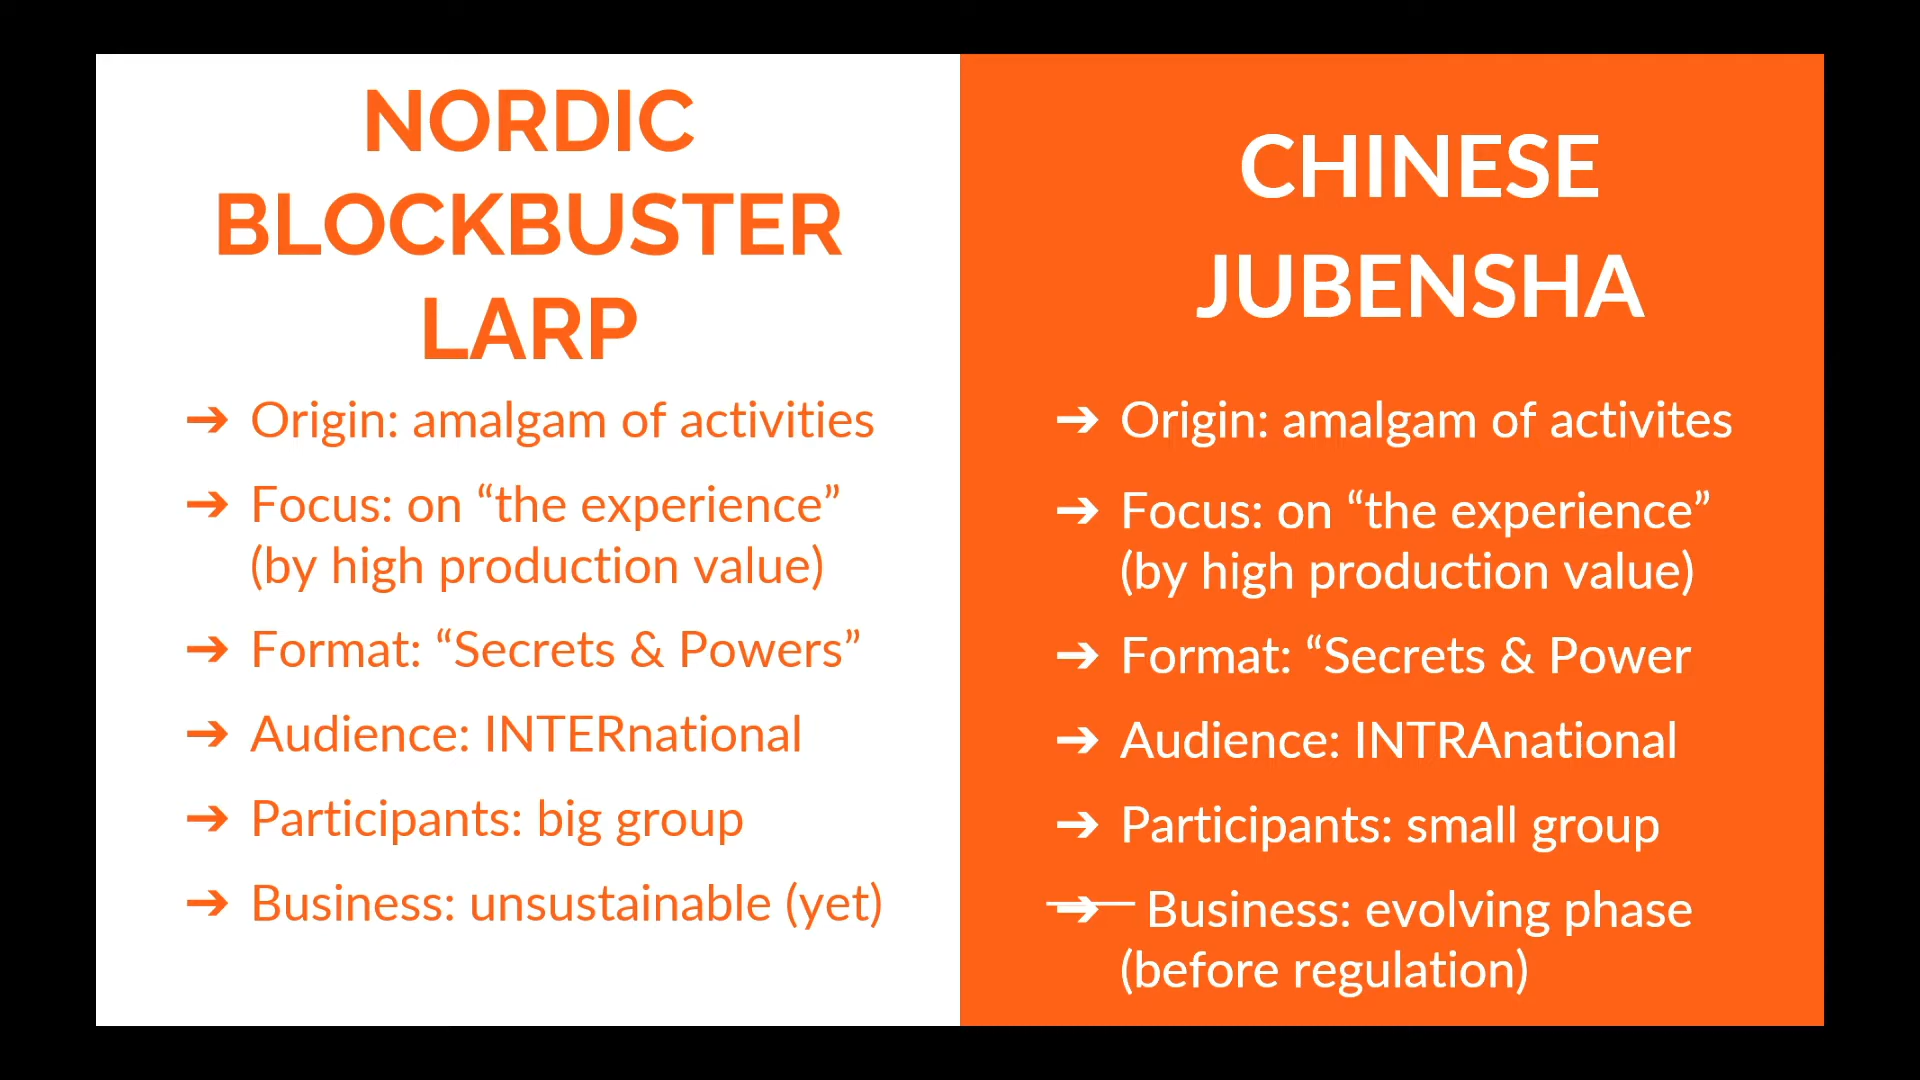 NORDIC
BLOCKBUSTER
LARP
➔ Origin: amalgam of activities
➔ Focus: on “the experience”
(by high production value)
➔ Format: “Secrets & Powers”
➔ Audience: INTERnational
➔ Participants: big group
➔ Business: unsustainable (yet)
CHINESE
JUBENSHA
➔ Origin: amalgam of activites
➔ Focus: on “the experience”
(by high production value)
➔ Format: “Secrets & Power
➔ Audience: INTRAnational
➔ Participants: small group
➔ Business: evolving phase
(before regulation)